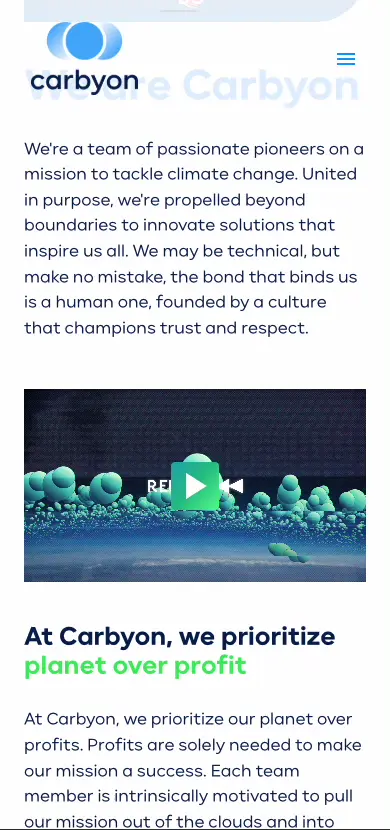 We are Carbyon
carbyon
We're a team of passionate pioneers on a
mission to tackle climate change. United
in purpose, we're propelled beyond
boundaries to innovate solutions that
inspire us all. We may be technical, but
make no mistake, the bond that binds us
is a human one, founded by a culture
that champions trust and respect.
At Carbyon, we prioritize
planet over profit
At Carbyon, we prioritize our planet over
profits. Profits are solely needed to make
our mission a success. Each team
member is intrinsically motivated to pull
our mission out of the clouds and into